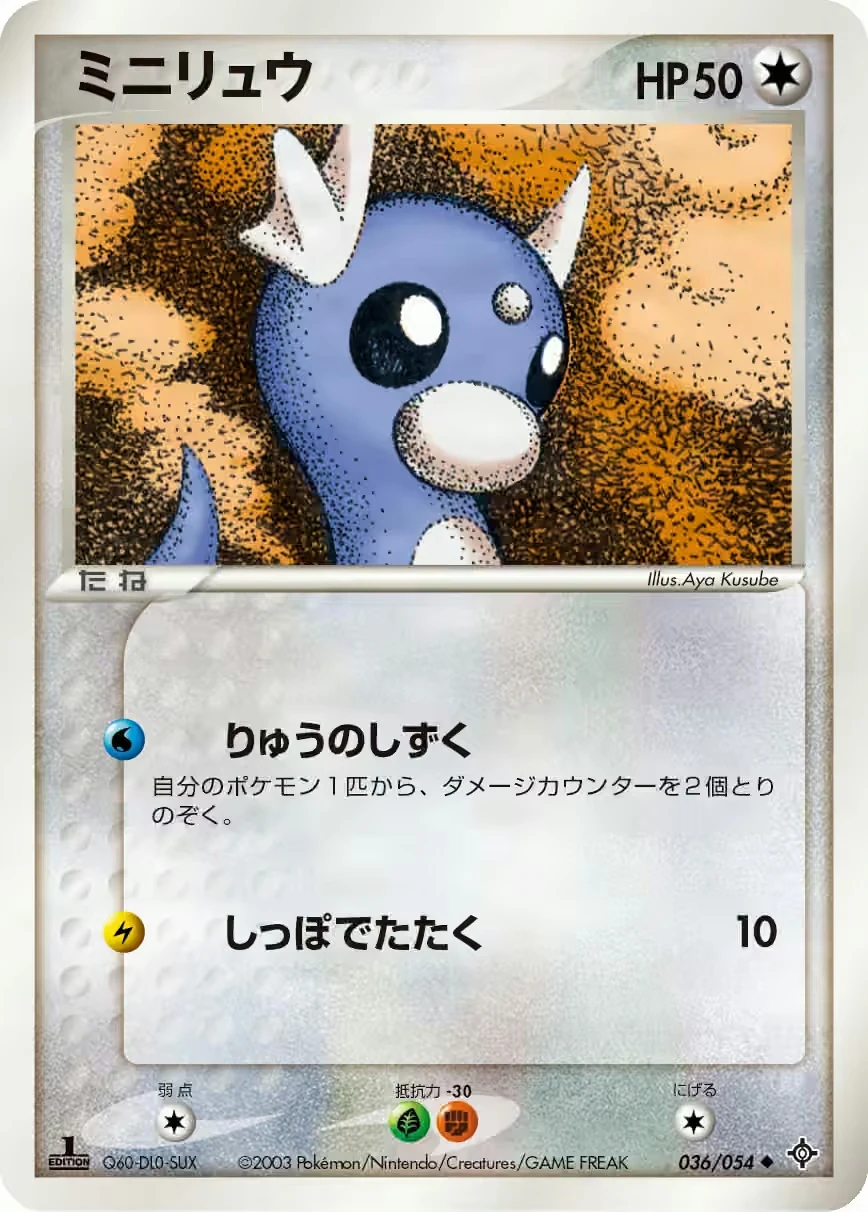 ミニリュウ HP50
たね Illus.Aya Kusube
りゅうのしずく
自分のポケモン1匹から、ダメージカウンターを2個とり
のぞく。
しっぽでたたく 10
弱点 抵抗力 -30 にげる
1 EDITION Q60-DL0-SUX ©2003 Pokémon/Nintendo/Creatures/GAME FREAK 036/054 ◆